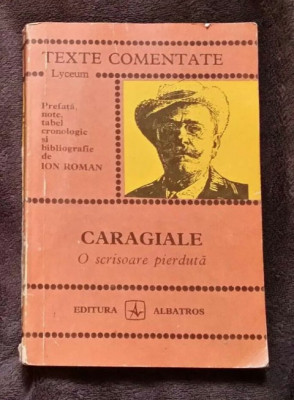 TEXTE COMENTATE
Lyceum
Prefață,
note,
tabel
cronologic
și
bibliografie
de
ION ROMAN
CARAGIALE
O scrisoare pierdută
EDITURA ALBATROS